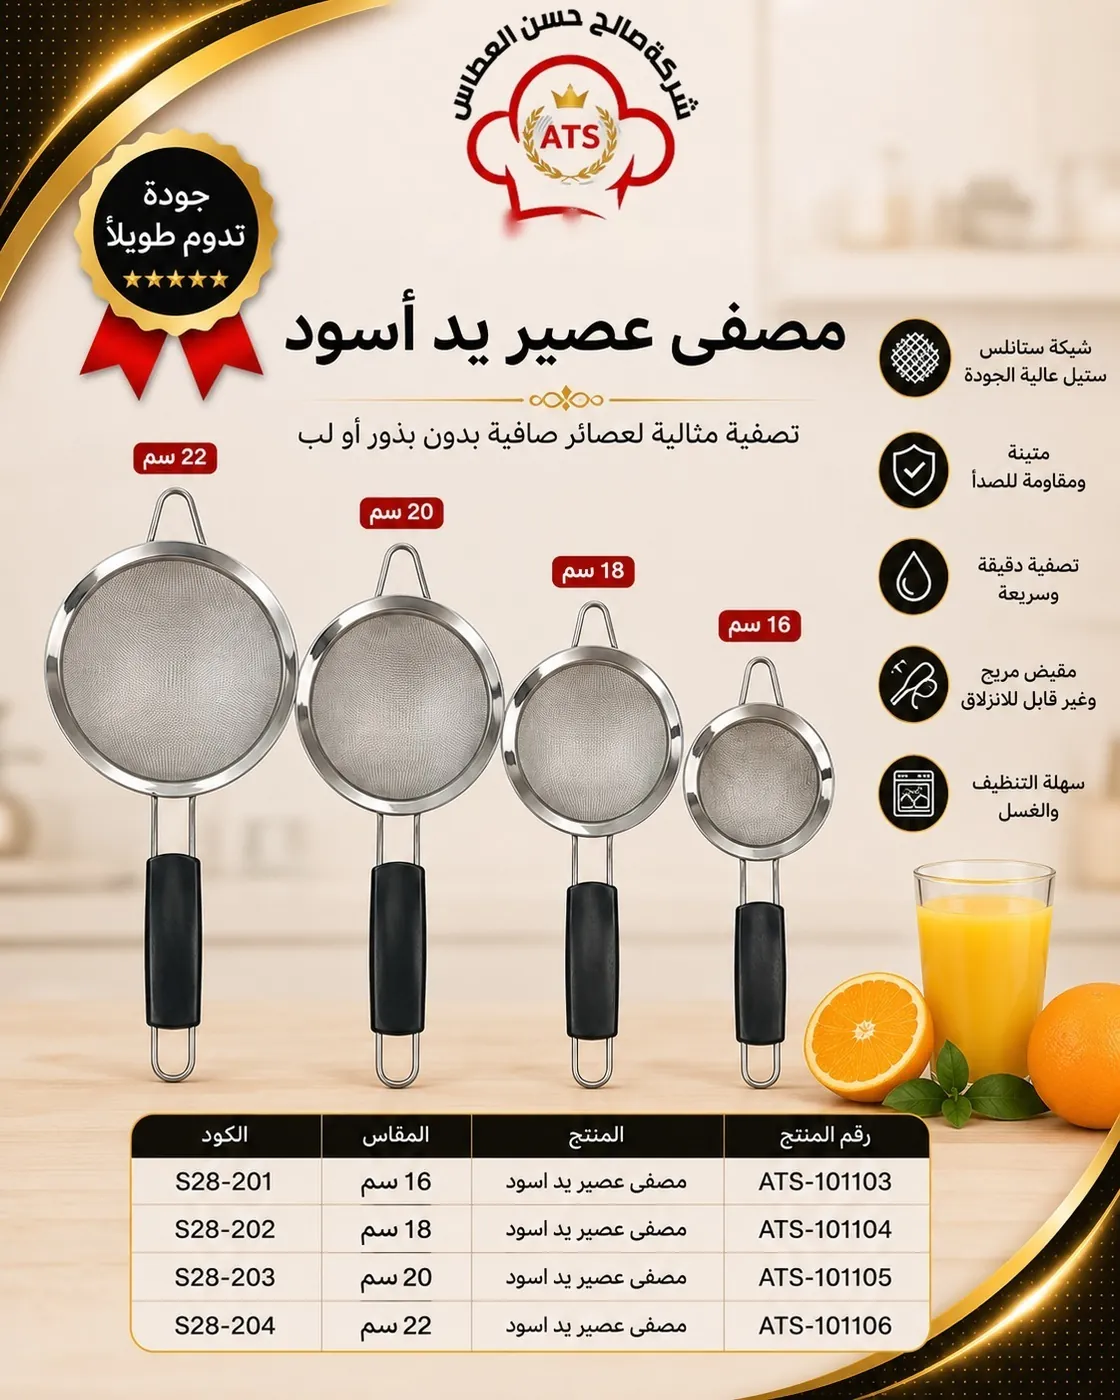 شركة صالح حسن العطاس
ATS
جودة
تدوم طويلاً
مصفى عصير يد أسود
تصفية مثالية لعصائر صافية بدون بذور أو لب
شيكة ستانلس
ستيل عالية الجودة
متينة
ومقاومة للصدأ
تصفية دقيقة
وسريعة
مقيض مريح
وغير قابل للانزلاق
سهلة التنظيف
والغسل
22 سم
20 سم
18 سم
16 سم
رقم المنتج المنتج المقاس الكود
ATS-101103 مصفى عصير يد اسود 16 سم S28-201
ATS-101104 مصفى عصير يد اسود 18 سم S28-202
ATS-101105 مصفى عصير يد اسود 20 سم S28-203
ATS-101106 مصفى عصير يد اسود 22 سم S28-204